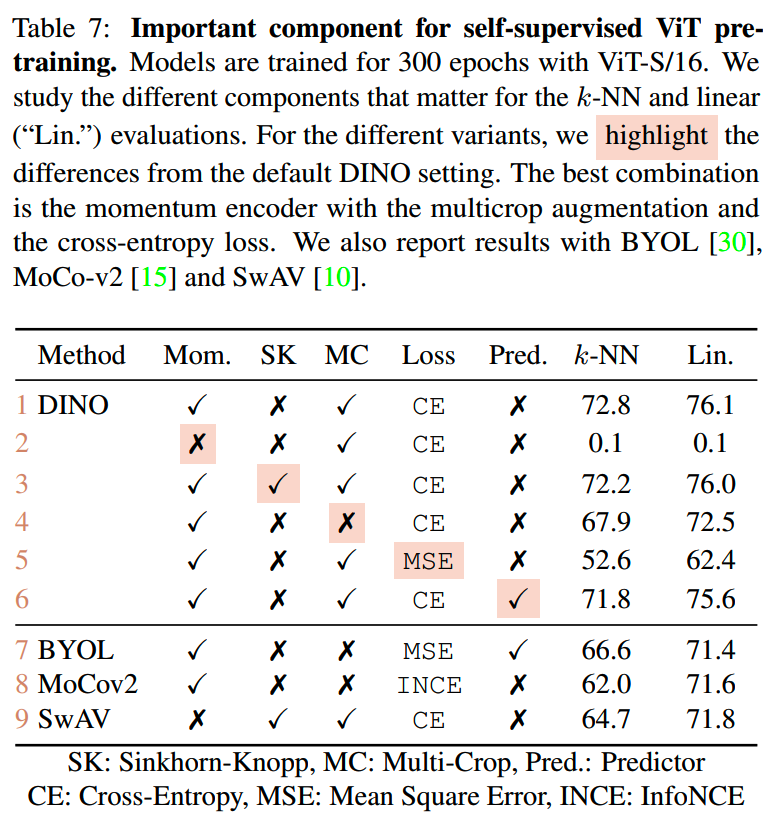 Table 7: Important component for self-supervised ViT pre-
training. Models are trained for 300 epochs with ViT-S/16. We
study the different components that matter for the k-NN and linear
(“Lin.”) evaluations. For the different variants, we highlight the
differences from the default DINO setting. The best combination
is the momentum encoder with the multicrop augmentation and
the cross-entropy loss. We also report results with BYOL [30],
MoCo-v2 [15] and SwAV [10].
Method Mom. SK MC Loss Pred. k-NN Lin.
1 DINO ✓ ✗ ✓ CE ✗ 72.8 76.1
2 ✗ ✗ ✓ CE ✗ 0.1 0.1
3 ✓ ✓ ✓ CE ✗ 72.2 76.0
4 ✓ ✗ ✗ CE ✗ 67.9 72.5
5 ✓ ✗ ✓ MSE ✗ 52.6 62.4
6 ✓ ✗ ✓ CE ✓ 71.8 75.6
7 BYOL ✓ ✗ ✗ MSE ✓ 66.6 71.4
8 MoCov2 ✓ ✗ ✗ INCE ✗ 62.0 71.6
9 SwAV ✗ ✓ ✓ CE ✗ 64.7 71.8
SK: Sinkhorn-Knopp, MC: Multi-Crop, Pred.: Predictor
CE: Cross-Entropy, MSE: Mean Square Error, INCE: InfoNCE